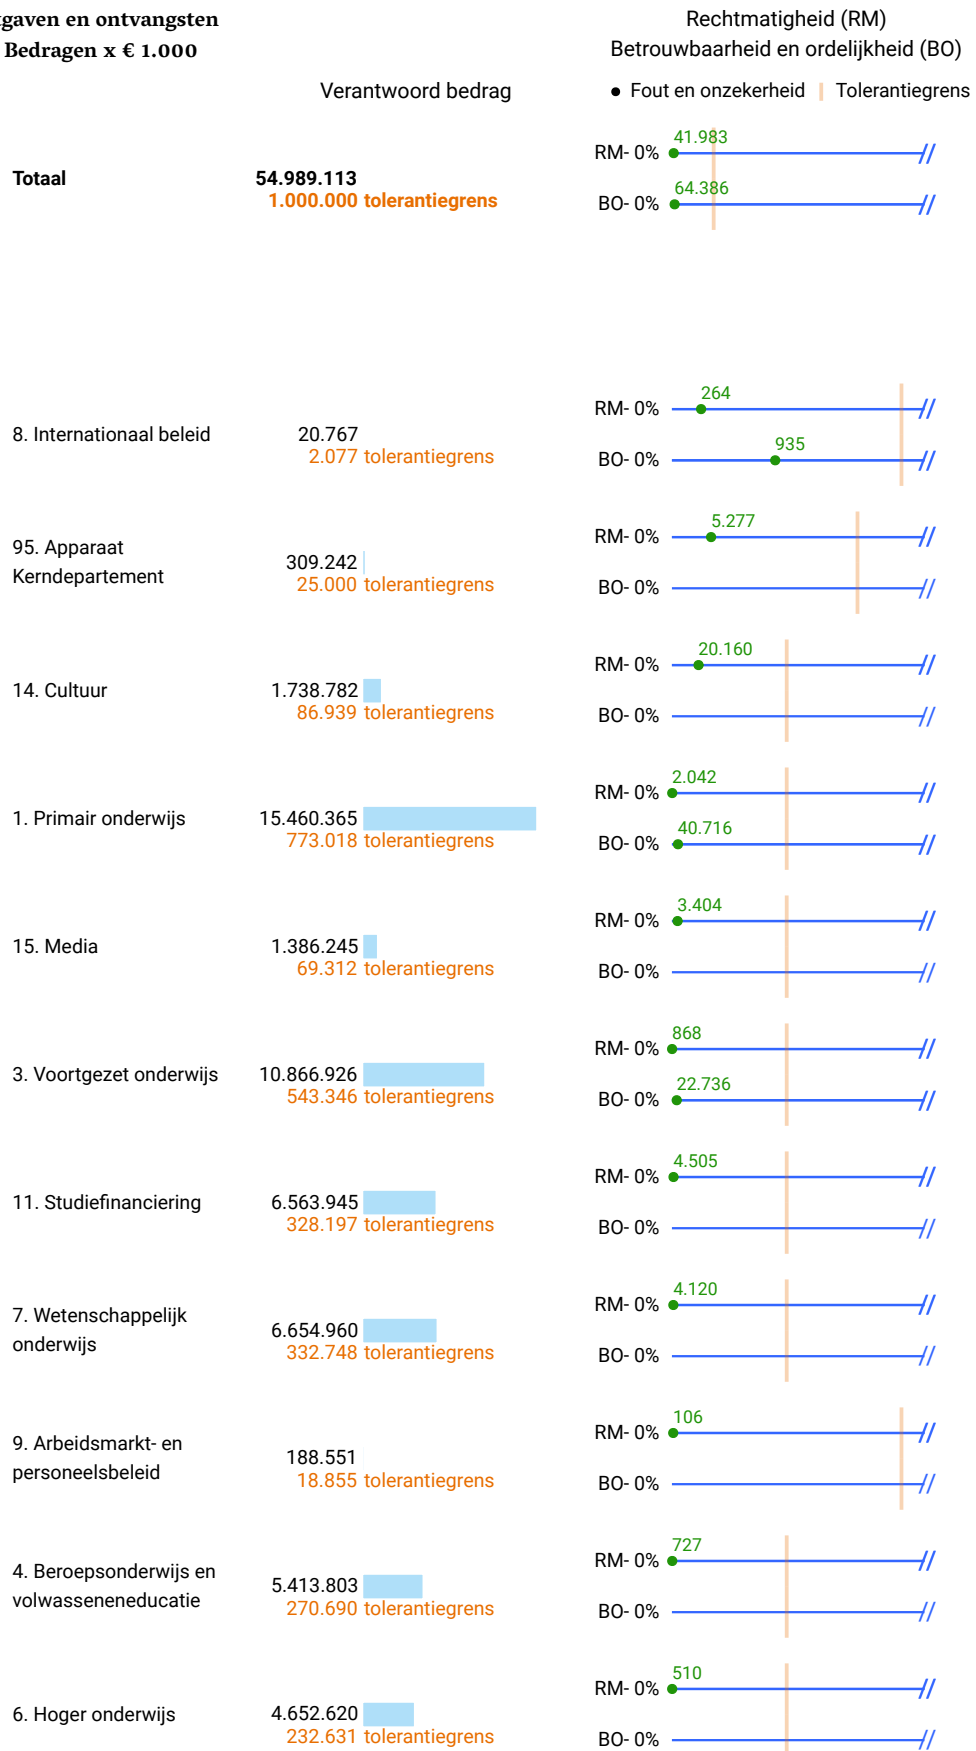 gaven en ontvangsten
Bedragen x € 1.000
Rechtmatigheid (RM)
Betrouwbaarheid en ordelijkheid (BO)
Verantwoord bedrag
Fout en onzekerheid
Tolerantiegrens
Totaal
54.989.113
1.000.000 tolerantiegrens
RM- 0%
41.983
BO- 0%
64.386
8. Internationaal beleid
20.767
2.077 tolerantiegrens
RM- 0%
264
BO- 0%
935
95. Apparaat
Kerndepartement
309.242
25.000 tolerantiegrens
RM- 0%
5.277
BO- 0%
14. Cultuur
1.738.782
86.939 tolerantiegrens
RM- 0%
20.160
BO- 0%
1. Primair onderwijs
15.460.365
773.018 tolerantiegrens
RM- 0%
2.042
BO- 0%
40.716
15. Media
1.386.245
69.312 tolerantiegrens
RM- 0%
3.404
BO- 0%
3. Voortgezet onderwijs
10.866.926
543.346 tolerantiegrens
RM- 0%
868
BO- 0%
22.736
11. Studiefinanciering
6.563.945
328.197 tolerantiegrens
RM- 0%
4.505
BO- 0%
7. Wetenschappelijk
onderwijs
6.654.960
332.748 tolerantiegrens
RM- 0%
4.120
BO- 0%
9. Arbeidsmarkt- en
personeelsbeleid
188.551
18.855 tolerantiegrens
RM- 0%
106
BO- 0%
4. Beroepsonderwijs en
volwasseneneducatie
5.413.803
270.690 tolerantiegrens
RM- 0%
727
BO- 0%
6. Hoger onderwijs
4.652.620
232.631 tolerantiegrens
RM- 0%
510
BO- 0%